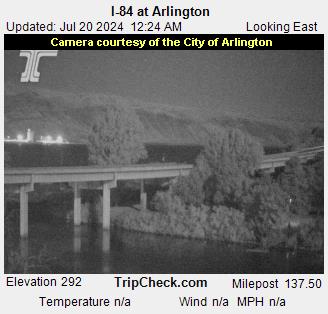 I-84 at Arlington
Updated: Jul 20 2024 12:24 AM Looking East
Camera courtesy of the City of Arlington
Elevation 292 TripCheck.com Milepost 137.50
Temperature n/a Wind n/a MPH n/a